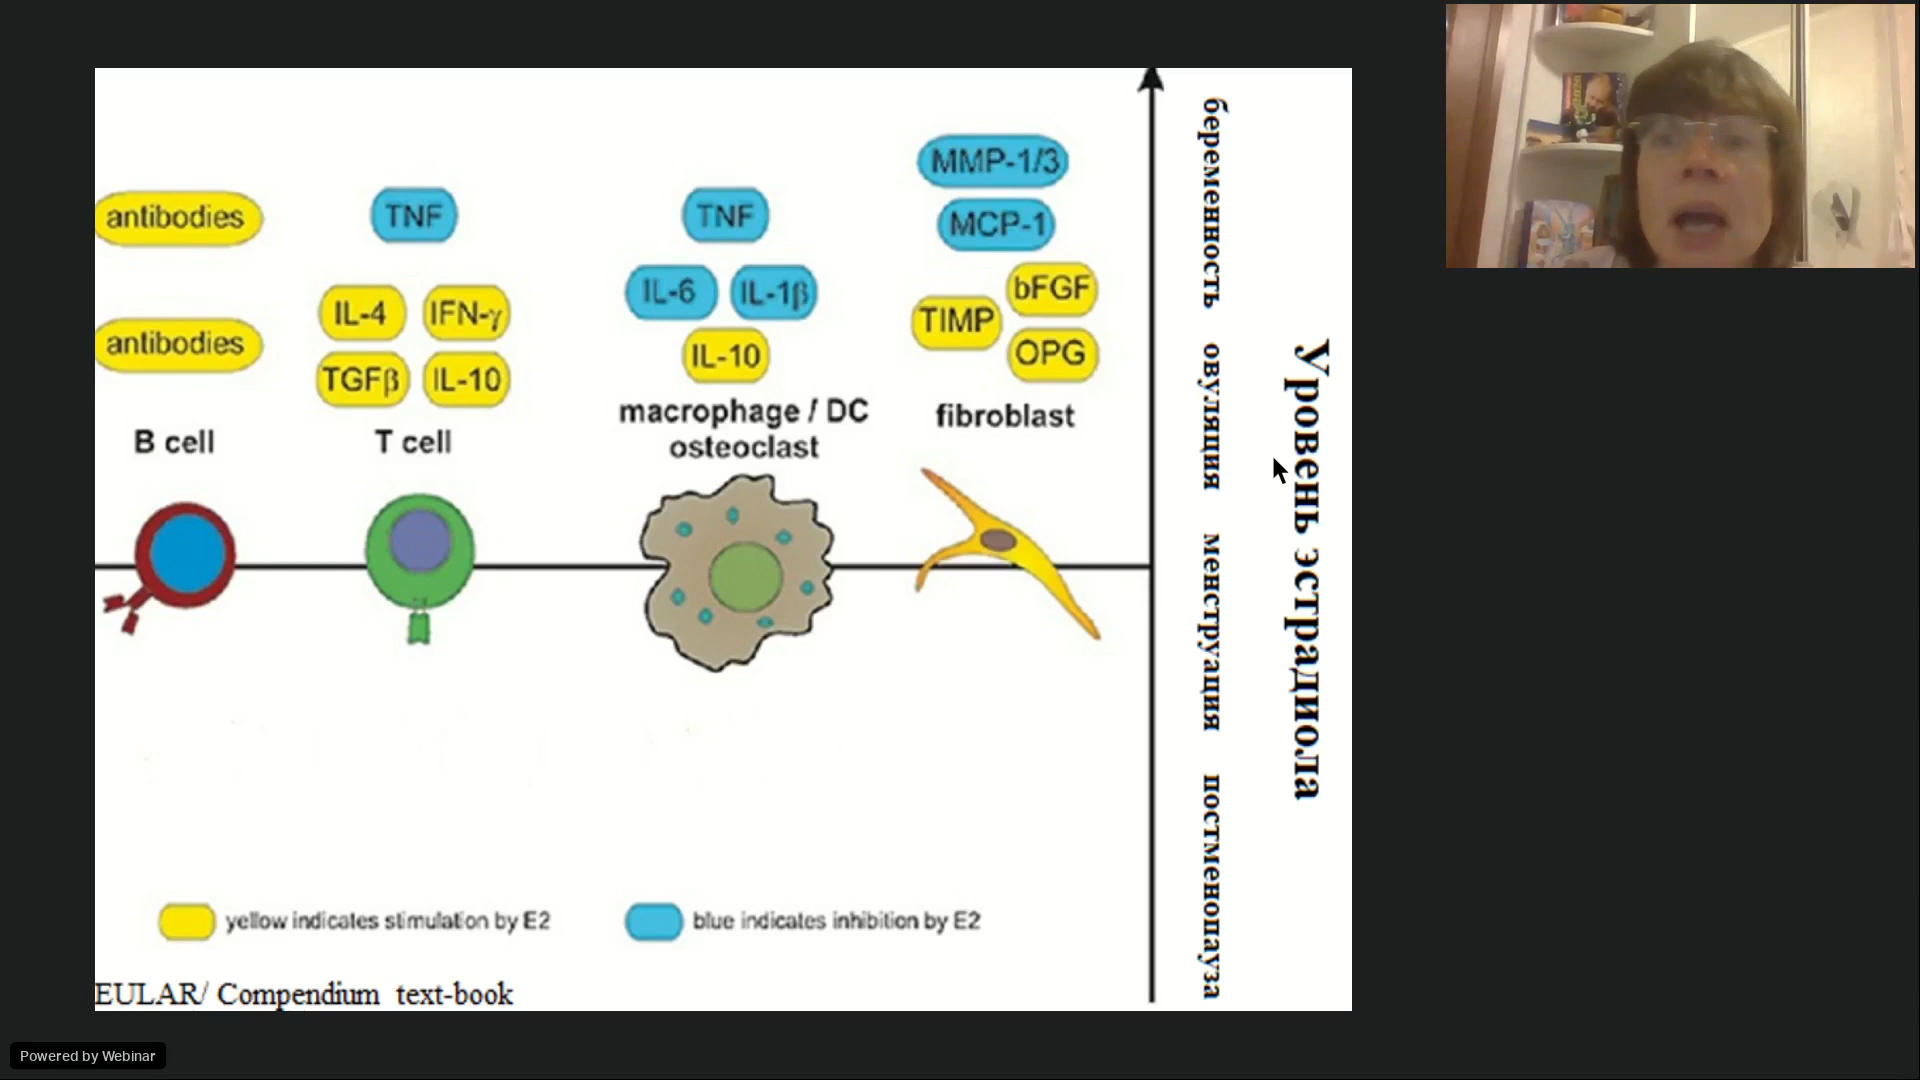 MMP-1/3
antibodies
TNF
TNF
MCP-1
IL-6
IL-1β
bFGF
IL-4
IFN-γ
TIMP
antibodies
IL-10
OPG
TGFβ
IL-10
macrophage / DC
osteoclast
fibroblast
B cell
T cell
беременность овуляция менструация постменопауза
Уровень эстрадиола
yellow indicates stimulation by E2
blue indicates inhibition by E2
EULAR/ Compendium text-book
Powered by Webinar